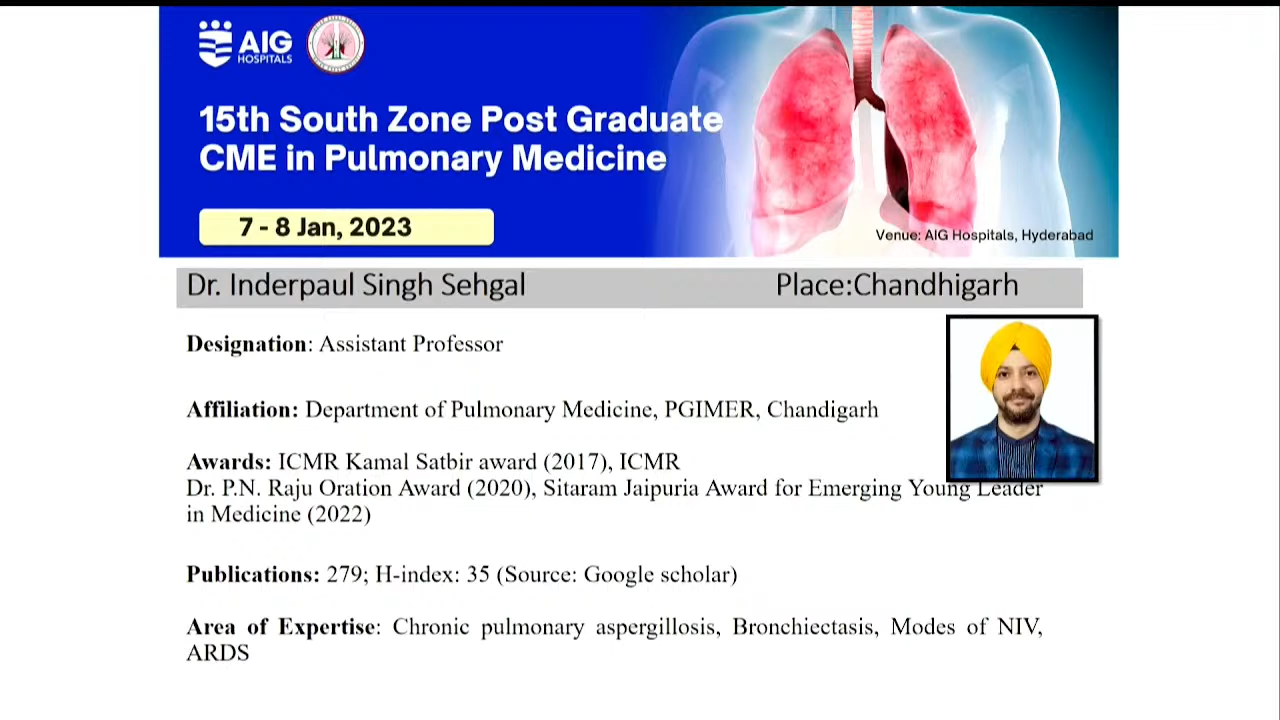 AIG
HOSPITALS
15th South Zone Post Graduate
CME in Pulmonary Medicine
7 - 8 Jan, 2023
Venue: AIG Hospitals, Hyderabad
Dr. Inderpaul Singh Sehgal Place:Chandhigarh
Designation: Assistant Professor
Affiliation: Department of Pulmonary Medicine, PGIMER, Chandigarh
Awards: ICMR Kamal Satbir award (2017), ICMR
Dr. P.N. Raju Oration Award (2020), Sitaram Jaipuria Award for Emerging Young Leader
in Medicine (2022)
Publications: 279; H-index: 35 (Source: Google scholar)
Area of Expertise: Chronic pulmonary aspergillosis, Bronchiectasis, Modes of NIV,
ARDS